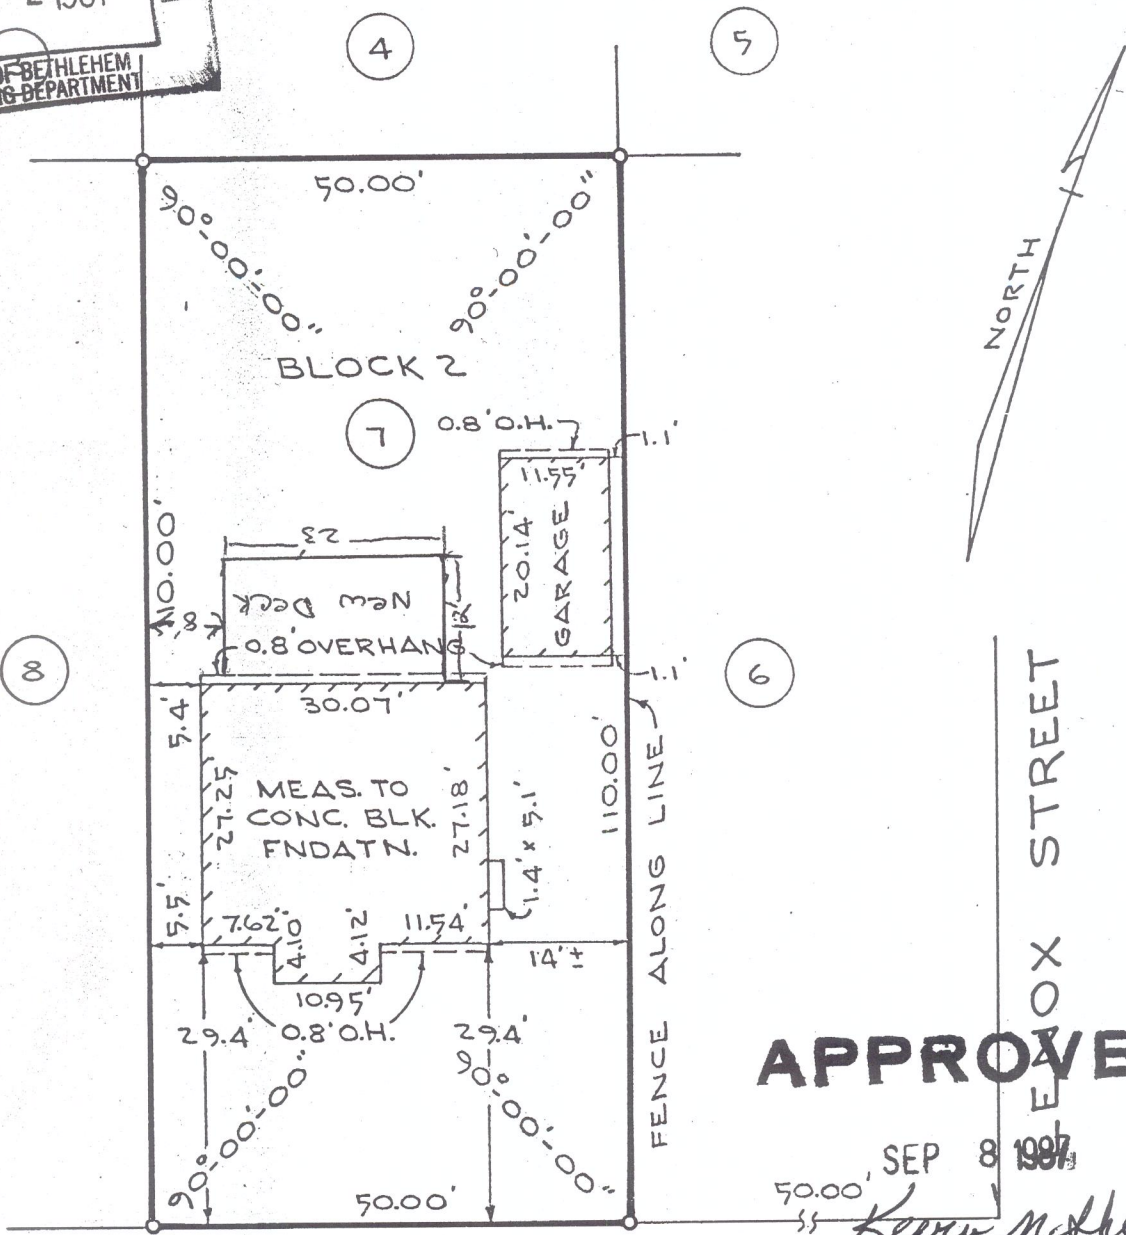 OF BETHLEHEM
DEPARTMENT
4
5
50.00'
90°-00'-00"
90°-00'-00"
NORTH
BLOCK 2
7
0.8' O.H.
1.1'
11.55'
20.14'
GARAGE
110.00'
23
New Deck
12'
8'
0.8' OVERHANG
1.1'
8
6
30.07'
5.4'
27.25
MEAS. TO
CONC. BLK.
FNDATN.
27.18'
1.4' x 5.1'
110.00'
FENCE ALONG LINE
LENOX STREET
5.5'
7.62'
4.10
4.12'
11.54'
14' ±
10.95'
29.4'
0.8' O.H.
29.4'
90°-00'-00"
90°-00'-00"
APPROVE
SEP 8 1987
50.00'
50.00'